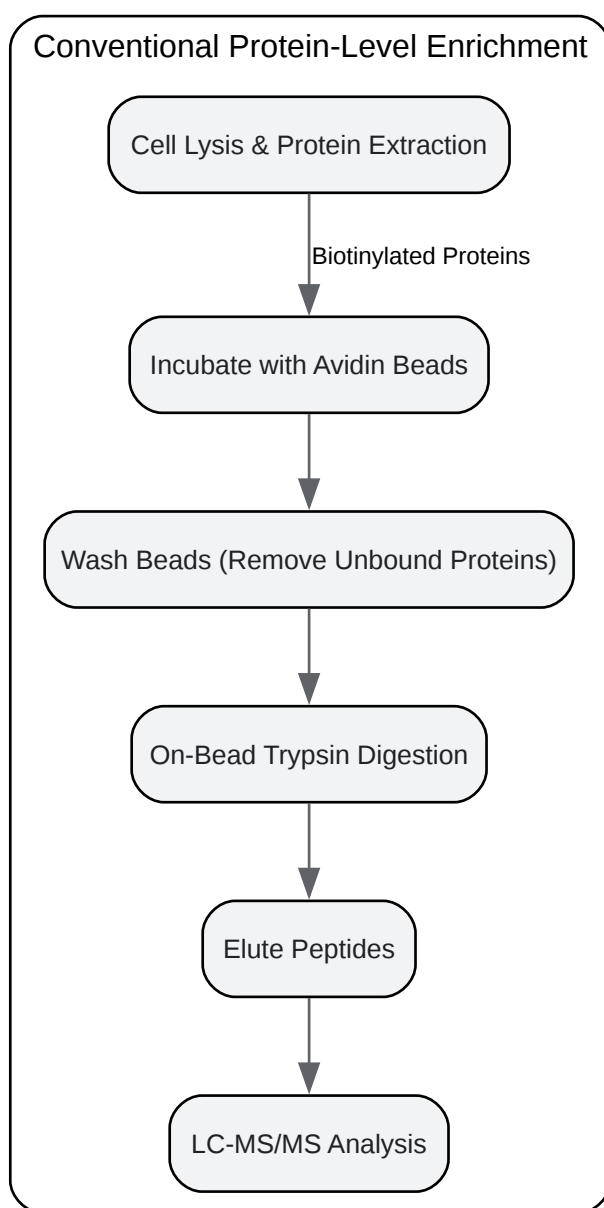 Conventional Protein-Level Enrichment
Cell Lysis & Protein Extraction
Biotinylated Proteins
Incubate with Avidin Beads
Wash Beads (Remove Unbound Proteins)
On-Bead Trypsin Digestion
Elute Peptides
LC-MS/MS Analysis